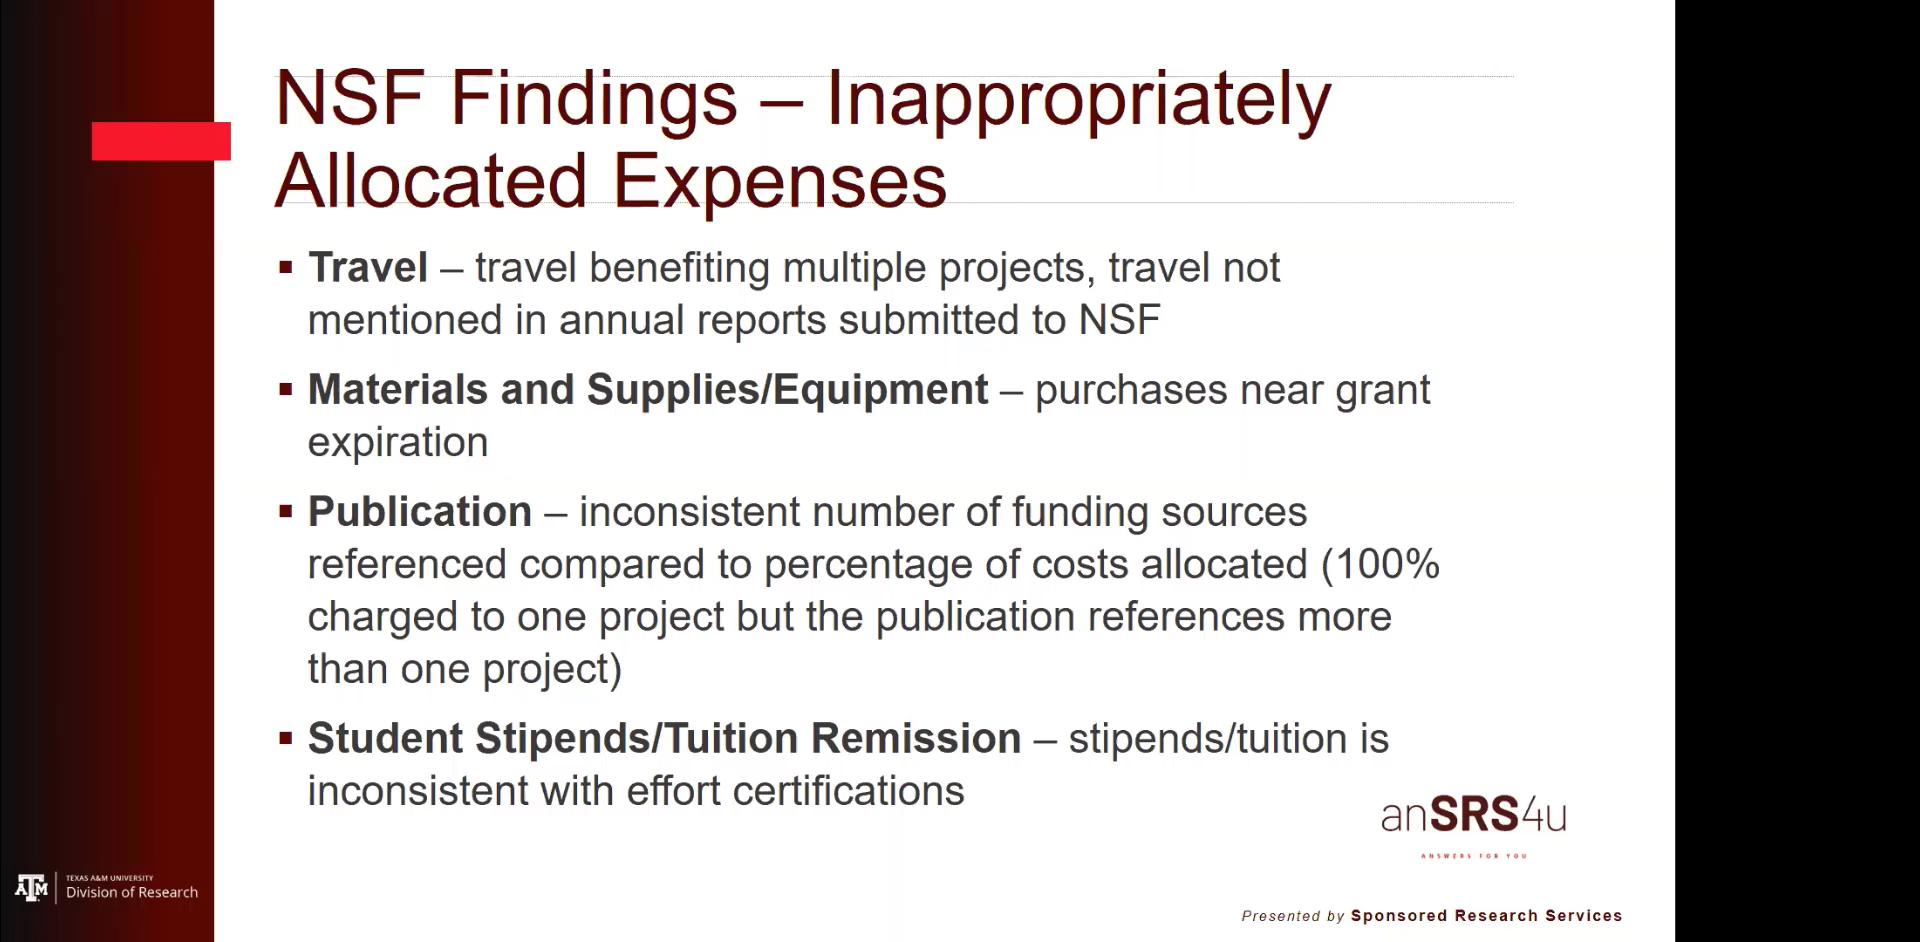 NSF Findings – Inappropriately
Allocated Expenses
▪ Travel – travel benefiting multiple projects, travel not
mentioned in annual reports submitted to NSF
▪ Materials and Supplies/Equipment – purchases near grant
expiration
▪ Publication – inconsistent number of funding sources
referenced compared to percentage of costs allocated (100%
charged to one project but the publication references more
than one project)
▪ Student Stipends/Tuition Remission – stipends/tuition is
inconsistent with effort certifications
anSRS4u
ANSWERS FOR YOU
ATM
TEXAS A&M UNIVERSITY
Division of Research
Presented by Sponsored Research Services